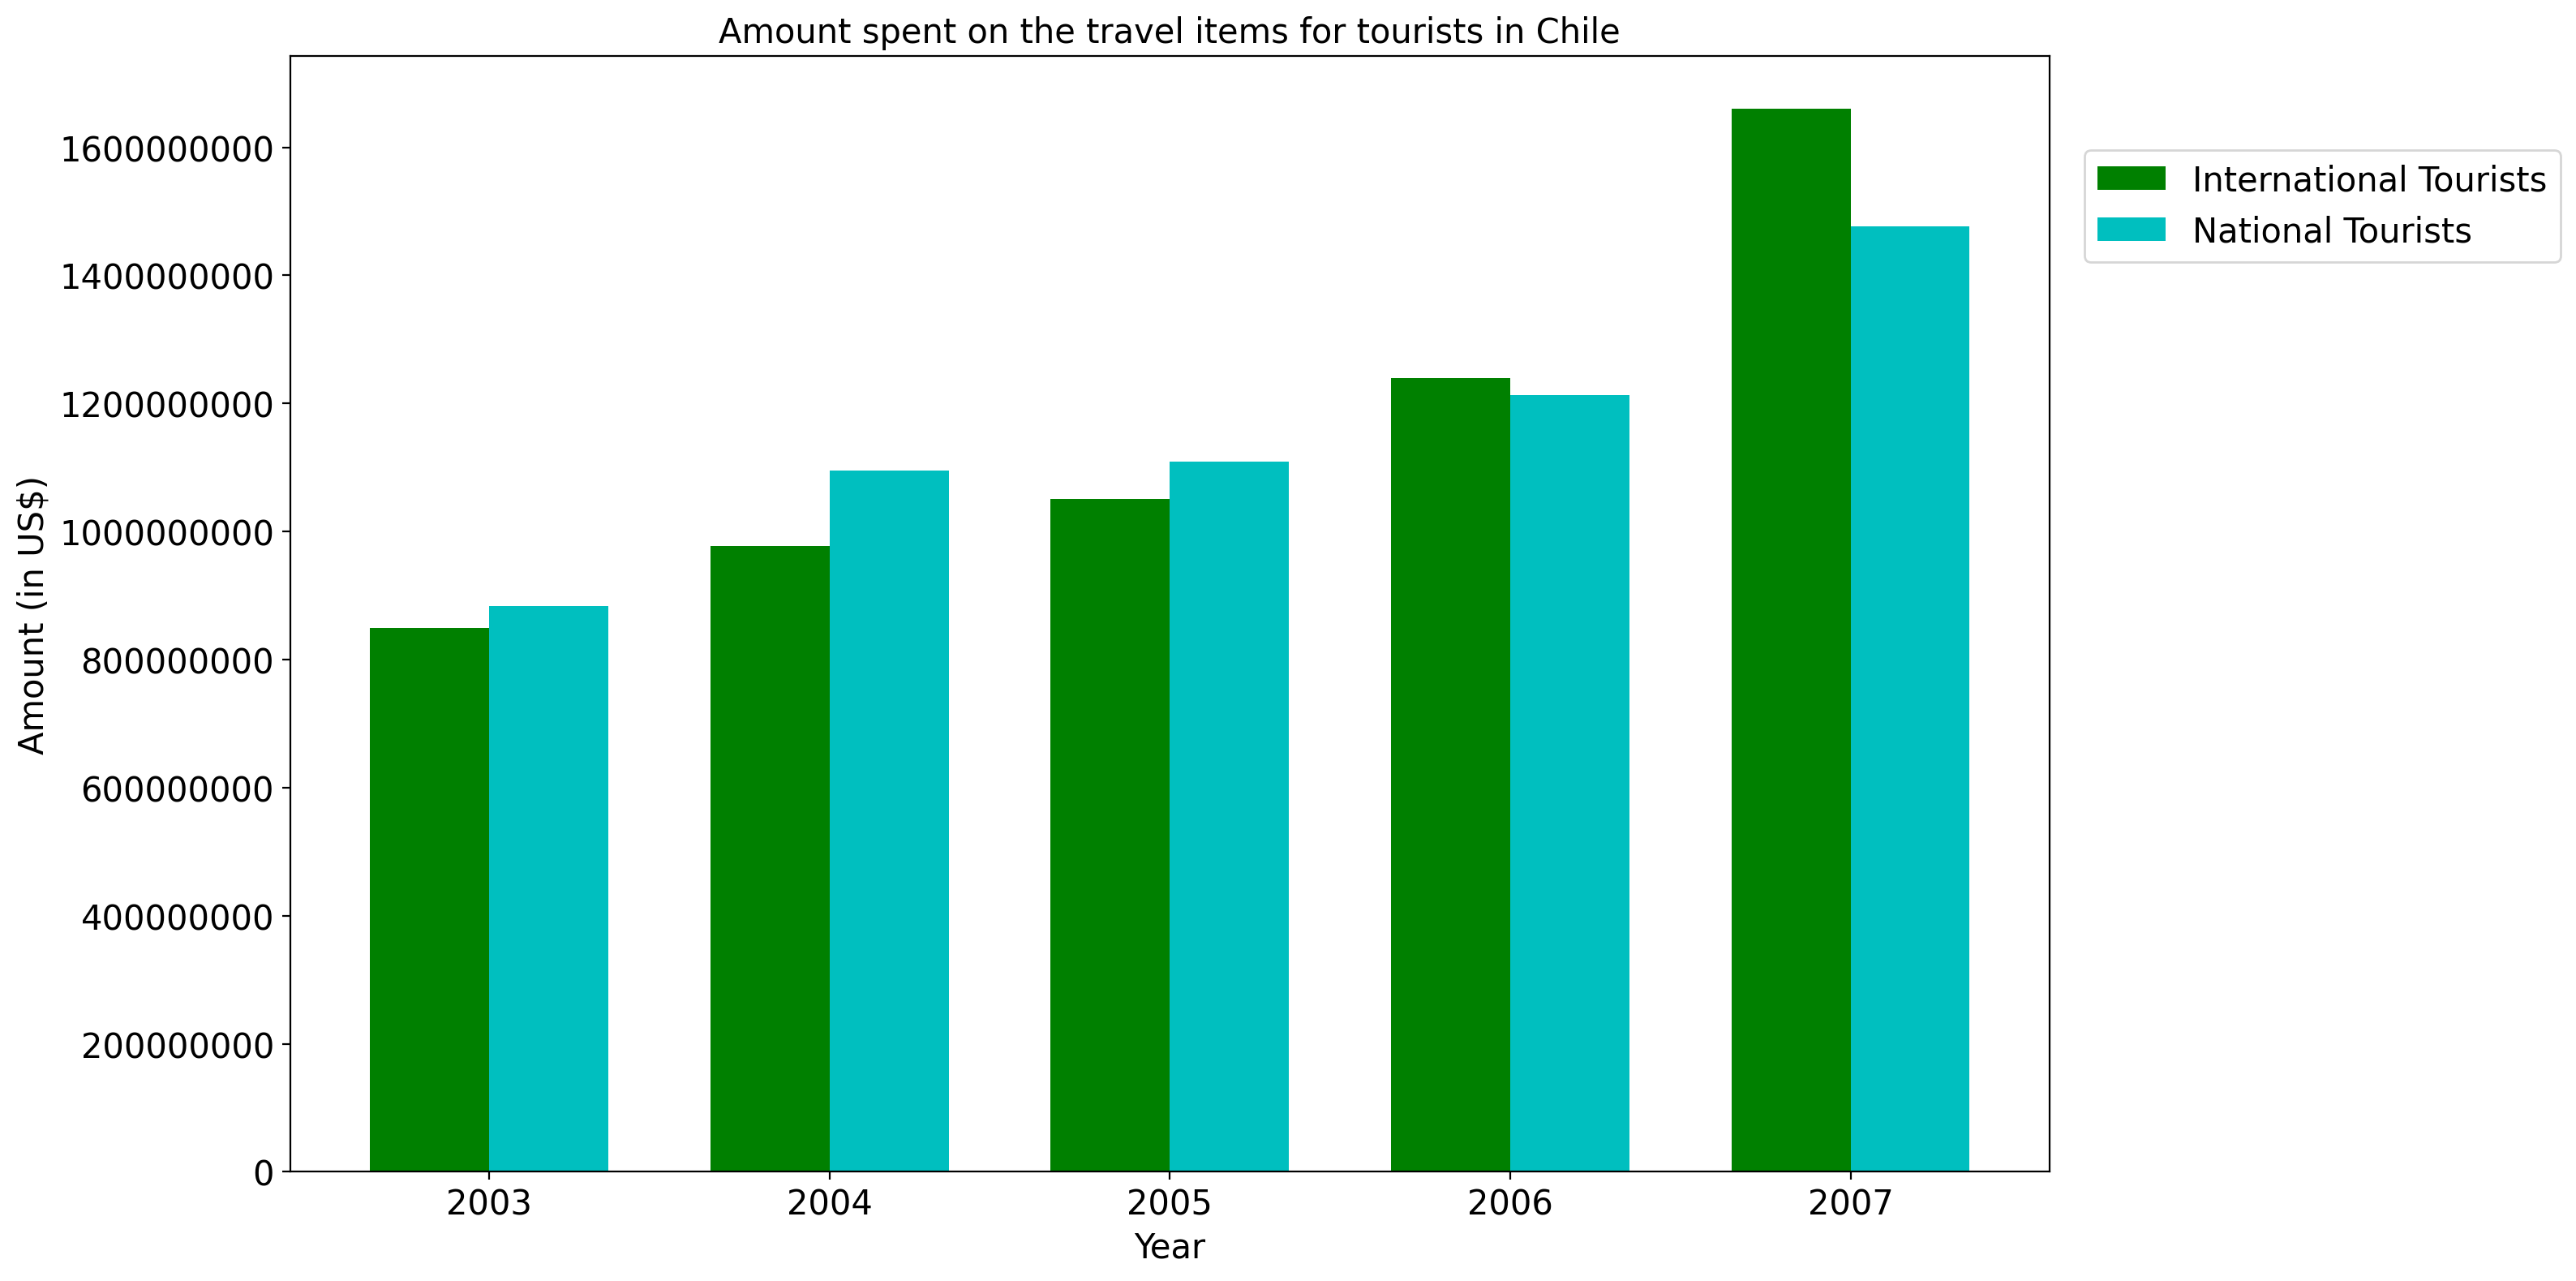 Amount spent on the travel items for tourists in Chile
Amount (in US$)
1600000000
1400000000
1200000000
1000000000
800000000
600000000
400000000
200000000
0
2003 2004 2005 2006 2007
Year
International Tourists
National Tourists